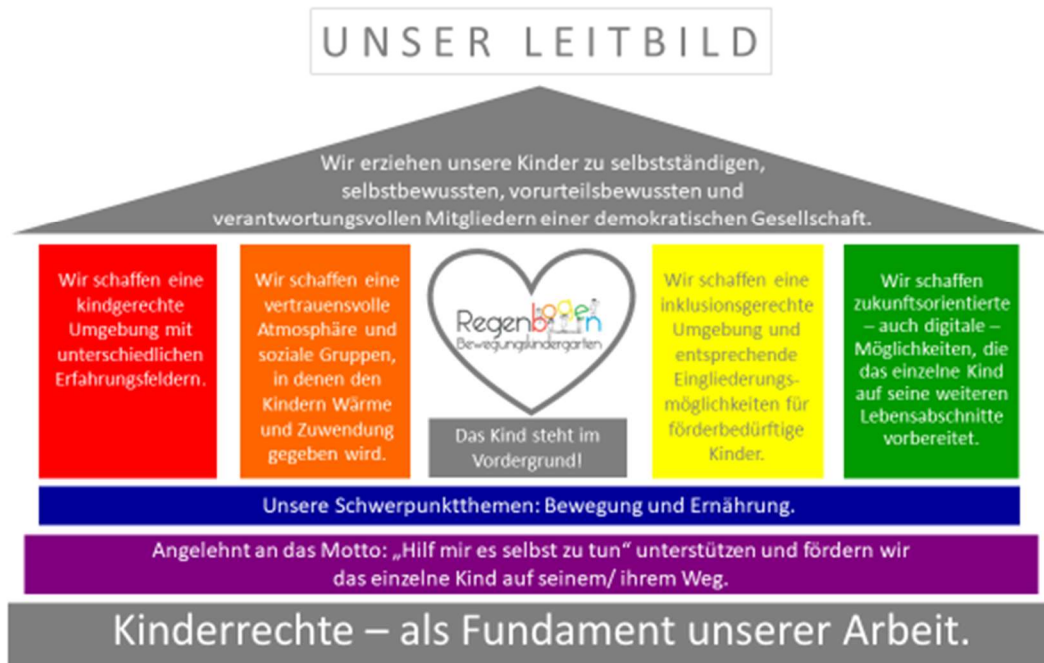 UNSER LEITBILD
Wir erziehen unsere Kinder zu selbstständigen,
selbstbewussten, vorurteilsbewussten und
verantwortungsvollen Mitgliedern einer demokratischen Gesellschaft.
Wir schaffen eine
kindgerechte
Umgebung mit
unterschiedlichen
Erfahrungsfeldern.
Wir schaffen eine
vertrauensvolle
Atmosphäre und
soziale Gruppen,
in denen den
Kindern Wärme
und Zuwendung
gegeben wird.
Regenbogen
Bewegungskindergarten
Das Kind steht im
Vordergrund!
Wir schaffen eine
inklusionsgerechte
Umgebung und
entsprechende
Eingliederungs-
möglichkeiten für
förderbedürftige
Kinder.
Wir schaffen
zukunftsorientierte
– auch digitale –
Möglichkeiten, die
das einzelne Kind
auf seine weiteren
Lebensabschnitte
vorbereitet.
Unsere Schwerpunktthemen: Bewegung und Ernährung.
Angelehnt an das Motto: „Hilf mir es selbst zu tun“ unterstützen und fördern wir
das einzelne Kind auf seinem/ ihrem Weg.
Kinderrechte – als Fundament unserer Arbeit.